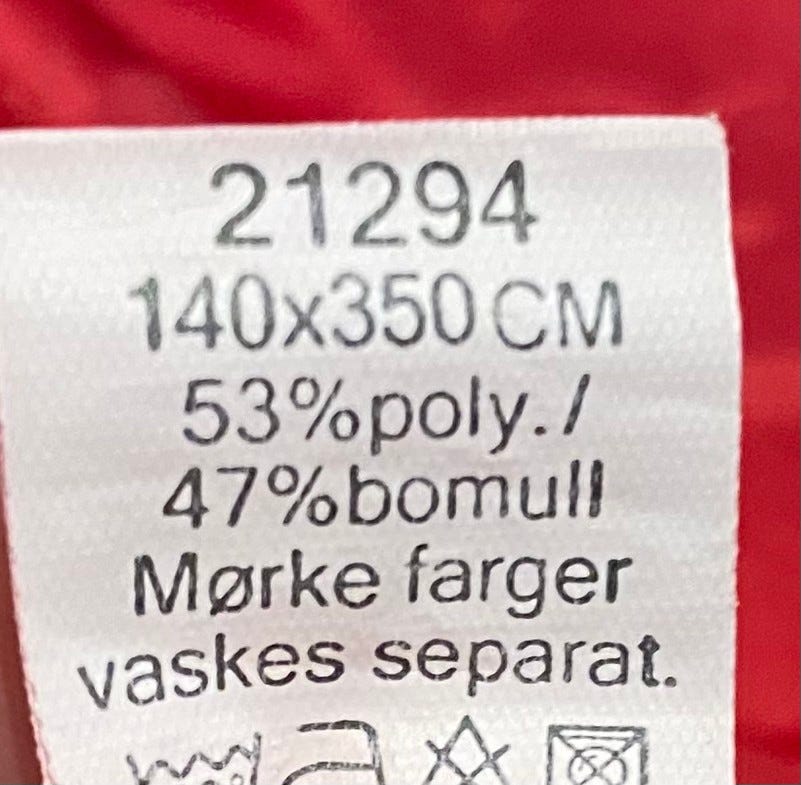 21294
140x350 CM
53%poly./
47%bomull
Mørke farger
vaskes separat.